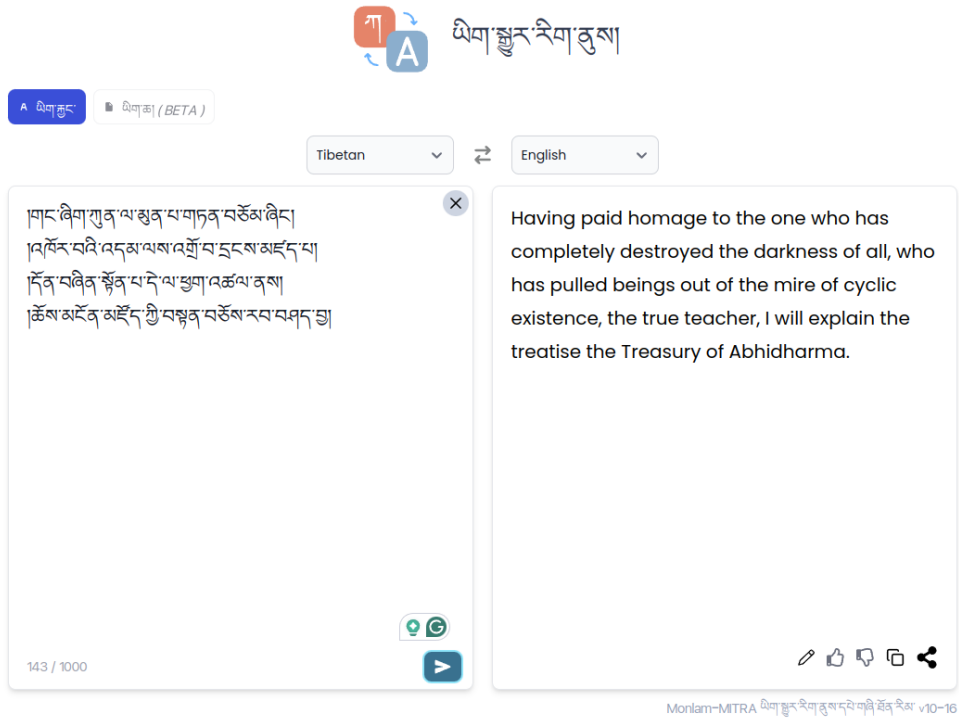 ཀ A ཡིག་སྒྱུར་རིག་ནུས།
A ཡིག་རྐྱང་ ཡིག་ཆ། (BETA)
Tibetan English
།གང་ཞིག་ཀུན་ལ་མུན་པ་གཏན་བཅོམ་ཞིང།
།འཁོར་བའི་འདམ་ལས་འགྲོ་བ་དྲངས་མཛད་པ།
།དོན་བཞིན་སྟོན་པ་དེ་ལ་ཕྱག་འཚལ་ནས།
།ཆོས་མངོན་མཛོད་ཀྱི་བསྟན་བཅོས་རབ་བཤད་བྱ།
143 / 1000
Having paid homage to the one who has
completely destroyed the darkness of all, who
has pulled beings out of the mire of cyclic
existence, the true teacher, I will explain the
treatise the Treasury of Abhidharma.
Monlam-MITRA ཡིག་སྒྱུར་རིག་ནུས་དཔེ་གཞི་ཐོན་རིམ་ v10-16